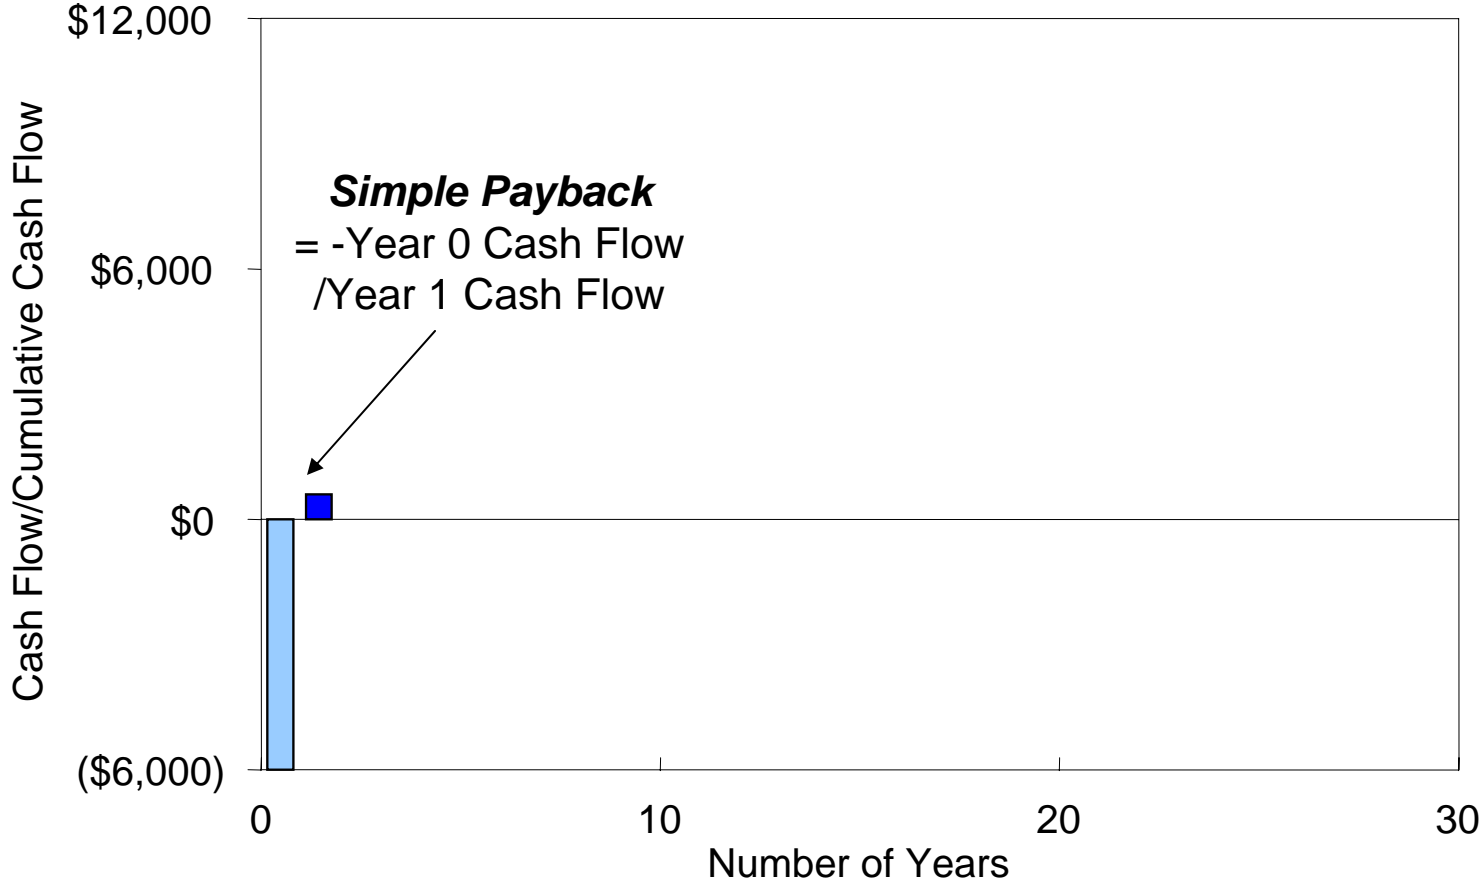 $12,000
Cash Flow/Cumulative Cash Flow
Simple Payback
= -Year 0 Cash Flow
/Year 1 Cash Flow
$6,000
$0
($6,000)
0
10
20
30
Number of Years